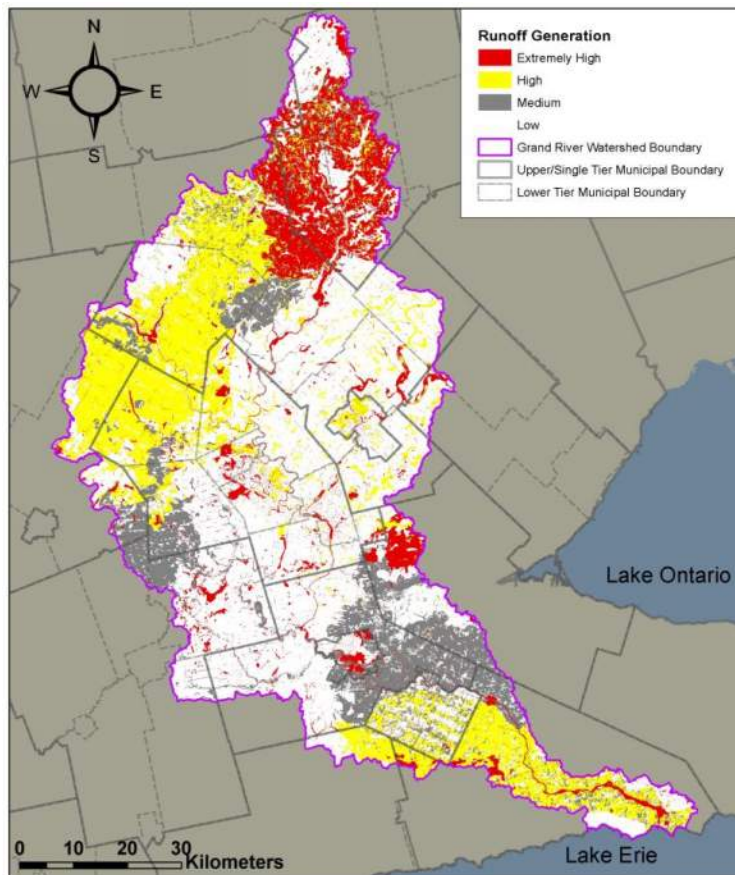 N
W E
S
Runoff Generation
Extremely High
High
Medium
Low
Grand River Watershed Boundary
Upper/Single Tier Municipal Boundary
Lower Tier Municipal Boundary
Lake Ontario
0 10 20 30
Kilometers
Lake Erie